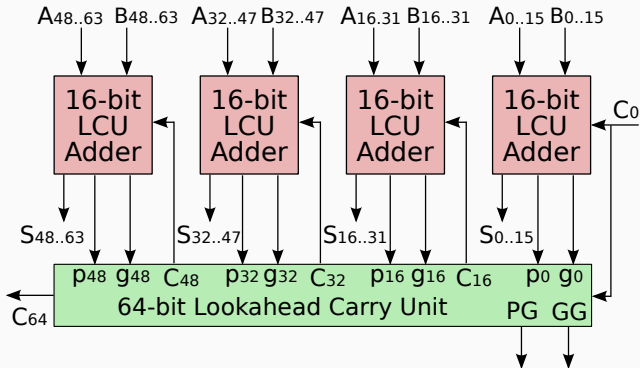 A48..63 B48..63 A32..47 B32..47 A16.31 B16..31 A0..15 B0..15
16-bit LCU Adder
16-bit LCU Adder
16-bit LCU Adder
16-bit LCU Adder
C0
S48..63 S32..47 S16..31 S0..15
p48 g48 C48 p32 g32 C32 p16 g16 C16 p0 g0
C64
64-bit Lookahead Carry Unit
PG GG